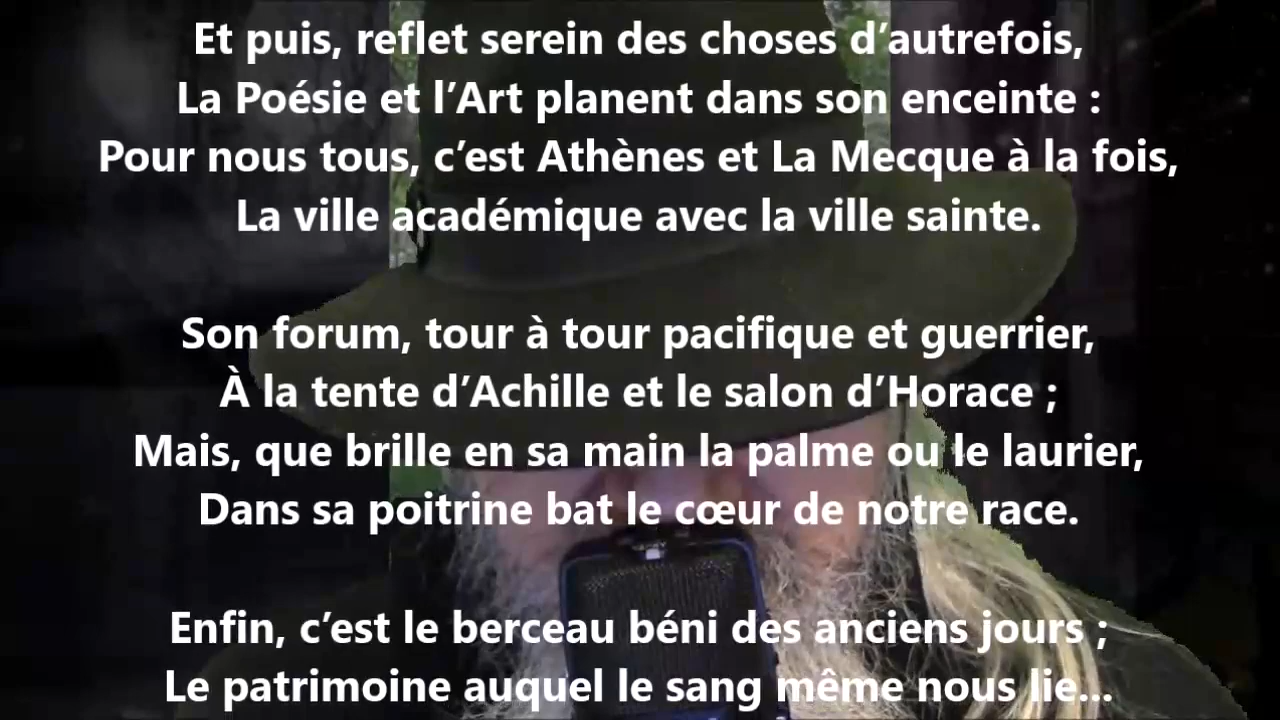 Et puis, reflet serein des choses d’autrefois,
La Poésie et l’Art planent dans son enceinte :
Pour nous tous, c’est Athènes et La Mecque à la fois,
La ville académique avec la ville sainte.
Son forum, tour à tour pacifique et guerrier,
À la tente d’Achille et le salon d’Horace ;
Mais, que brille en sa main la palme ou le laurier,
Dans sa poitrine bat le cœur de notre race.
Enfin, c’est le berceau béni des anciens jours ;
Le patrimoine auquel le sang même nous lie...